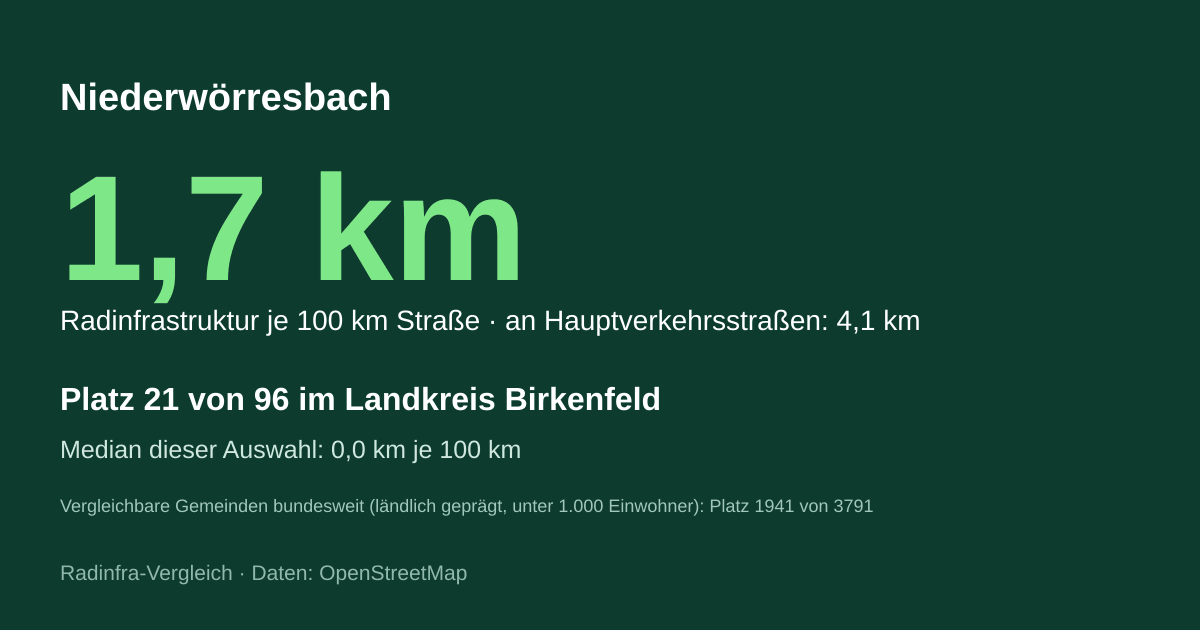 Niederwörresbach
1,7 km
Radinfrastruktur je 100 km Straße · an Hauptverkehrsstraßen: 4,1 km
Platz 21 von 96 im Landkreis Birkenfeld
Median dieser Auswahl: 0,0 km je 100 km
Vergleichbare Gemeinden bundesweit (ländlich geprägt, unter 1.000 Einwohner): Platz 1941 von 3791
Radinfra-Vergleich · Daten: OpenStreetMap